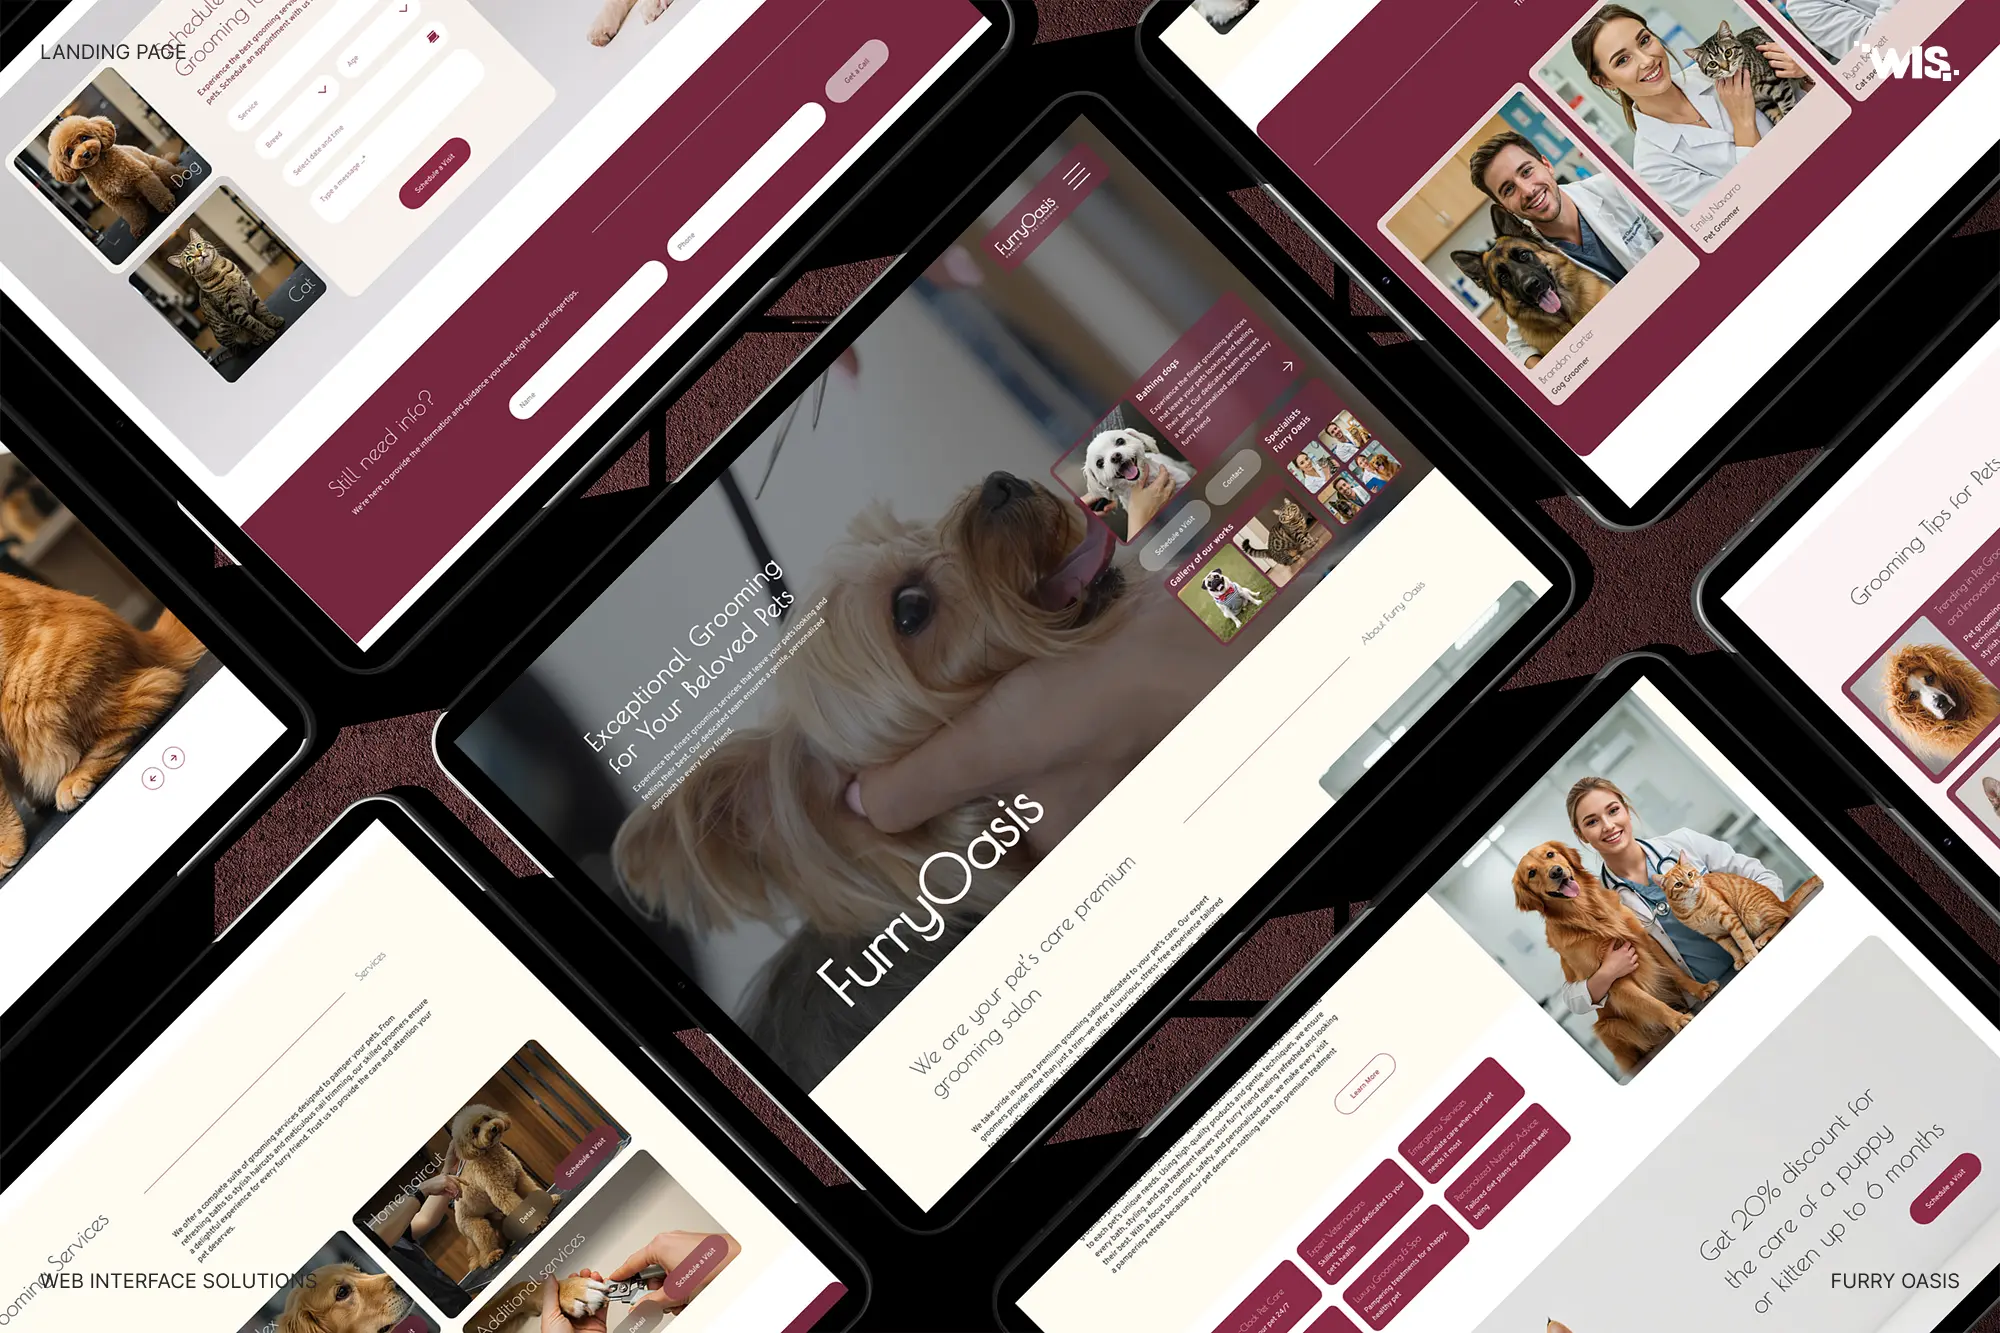 LANDING PAGE
WIS.
Schedule
Grooming
Experience the best grooming
pets. Schedule an appointment with us
Service
Age
Breed
Select date and time
Type a message ...*
Schedule a Visit
Dog
Cat
Still need info?
We're here to provide the information and guidance you need, right at your fingertips.
Name
Phone
Get a Call
FurryOasis
Bathing dogs
Experience the finest grooming services
that leave your pets looking and feeling
their best. Our dedicated team ensures
a gentle, personalized approach to every
furry friend
Specialists
Furry Oasis
Contact
Schedule a Visit
Gallery of our works
Exceptional Grooming
for Your Beloved Pets
Experience the finest grooming services that leave your pets looking and
feeling their best. Our dedicated team ensures a gentle, personalized
approach to every furry friend.
FurryOasis
About Furry Oasis
We are your pet's care premium
grooming salon
We take pride in being a premium grooming salon dedicated to your pet's care. Our expert
groomers provide more than just a trim—we offer a luxurious, stress-free experience tailored
Emily Navarro
Pet Groomer
Brandon Carter
Gog Groomer
Ryan
Cat
Grooming Tips for Pets
Trending in Pet
and Innovation
Pet grooming
Services
We offer a complete suite of grooming services designed to pamper your pets. From
refreshing baths to stylish haircuts and meticulous nail trimming, our skilled groomers ensure
a delightful experience for every furry friend. Trust us to provide the care and attention your
pet deserves.
Services
Home haircut
Detail
Schedule a Visit
Additional services
Detail
Schedule a Visit
to each pet's unique needs. Using high-quality products and gentle techniques, we ensure
every bath, styling, and spa treatment leaves your furry friend feeling refreshed and looking
their best. With a focus on comfort, safety, and personalized care, we make every visit
a pampering retreat because your pet deserves nothing less than premium treatment
Learn More
Emergency Services
Immediate care when your pet
needs it most
Personalized Nutrition Advice
Tailored diet plans for optimal well-
being
Expert Veterinarians
Skilled specialists dedicated to your
pet's health
Luxury Grooming & Spa
Pampering treatments for a happy,
healthy pet
Clock Pet Care
your pet 24/7
Get 20% discount for
the care of a puppy
or kitten up to 6 months
Schedule a Visit
WEB INTERFACE SOLUTIONS
FURRY OASIS